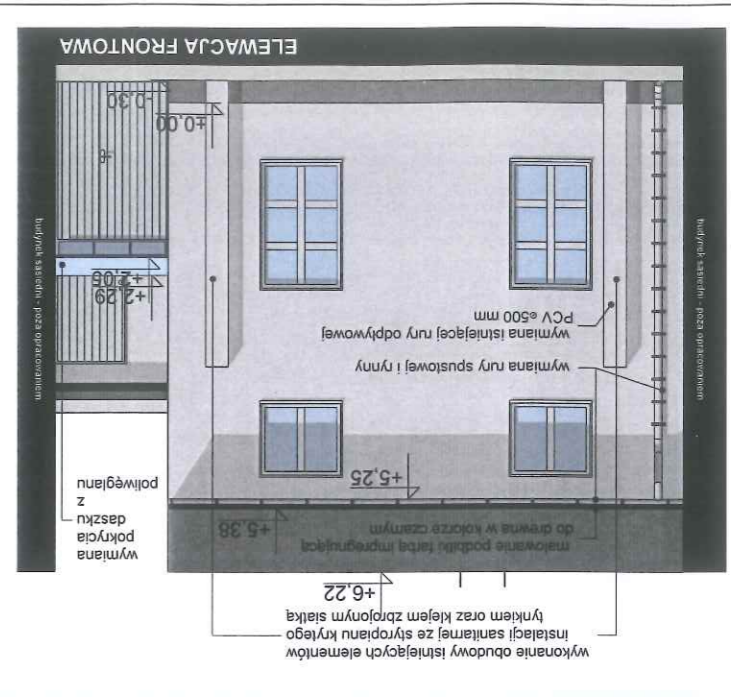 wykonanie obudowy istniejących elementów
instalacji sanitarnej ze styropianu krytego
tynkiem oraz klejem zbrojonym siatką
+6,22
malowanie podbitki farbą impregnującą
do drewna w kolorze czarnym
+5,38
+5,25
wymiana
pokrycia
daszku
z
poliwęglanu
wymiana rury spustowej i rynny
wymiana istniejącej rury odpływowej
PCV ⌀500 mm
+2,29
+2,05
budynek sąsiedni - poza opracowaniem
budynek sąsiedni - poza opracowaniem
±0,00
-0,30
ELEWACJA FRONTOWA